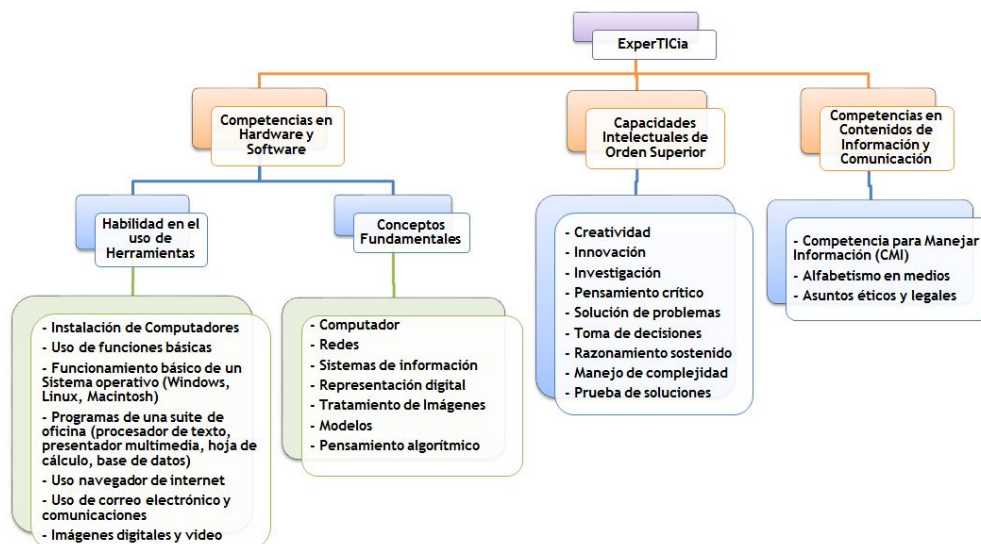 ExperTICia
Competencias en
Hardware y
Software
Capacidades
Intelectuales de
Orden Superior
Competencias en
Contenidos de
Información y
Comunicación
Habilidad en el
uso de
Herramientas
Conceptos
Fundamentales
- Creatividad
- Innovación
- Investigación
- Pensamiento crítico
- Solución de problemas
- Toma de decisiones
- Razonamiento sostenido
- Manejo de complejidad
- Prueba de soluciones
- Competencia para Manejar
Información (CMI)
- Alfabetismo en medios
- Asuntos éticos y legales
- Instalación de Computadores
- Uso de funciones básicas
- Funcionamiento básico de un
Sistema operativo (Windows,
Linux, Macintosh)
- Programas de una suite de
oficina (procesador de texto,
presentador multimedia, hoja de
cálculo, base de datos)
- Uso navegador de internet
- Uso de correo electrónico y
comunicaciones
- Imágenes digitales y video
- Computador
- Redes
- Sistemas de información
- Representación digital
- Tratamiento de Imágenes
- Modelos
- Pensamiento algorítmico